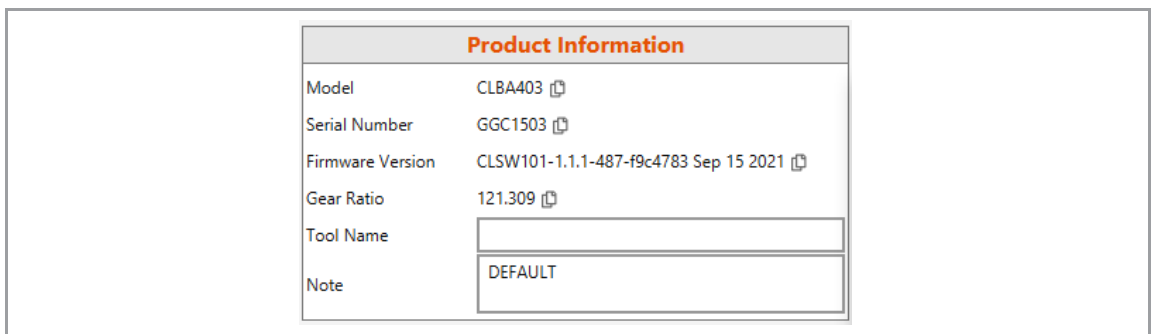 Product Information
Model CLBA403
Serial Number GGC1503
Firmware Version CLSW101-1.1.1-487-f9c4783 Sep 15 2021
Gear Ratio 121.309
Tool Name
Note DEFAULT